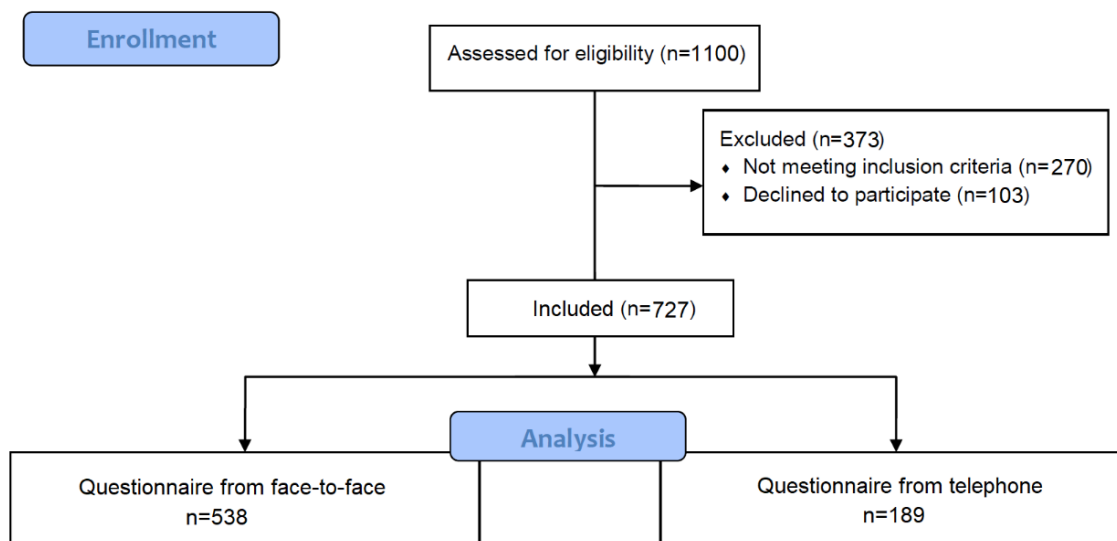 Enrollment
Assessed for eligibility (n=1100)
Excluded (n=373)
♦ Not meeting inclusion criteria (n=270)
♦ Declined to participate (n=103)
Included (n=727)
Analysis
Questionnaire from face-to-face
n=538
Questionnaire from telephone
n=189